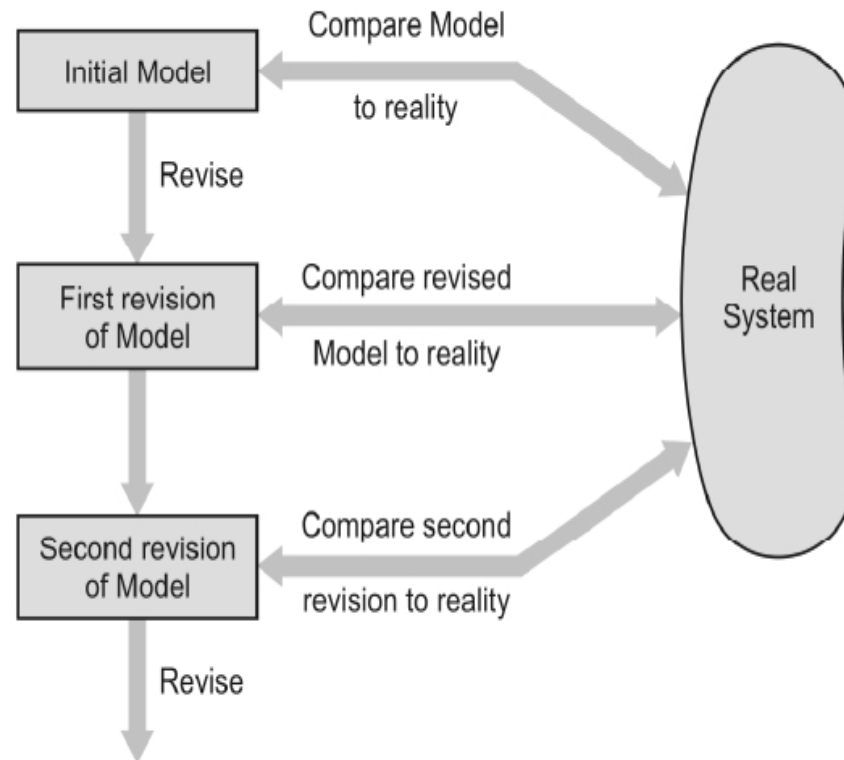 Compare Model
Initial Model
to reality
Revise
Compare revised
First revision
of Model
Model to reality
Real
System
Compare second
Second revision
of Model
revision to reality
Revise